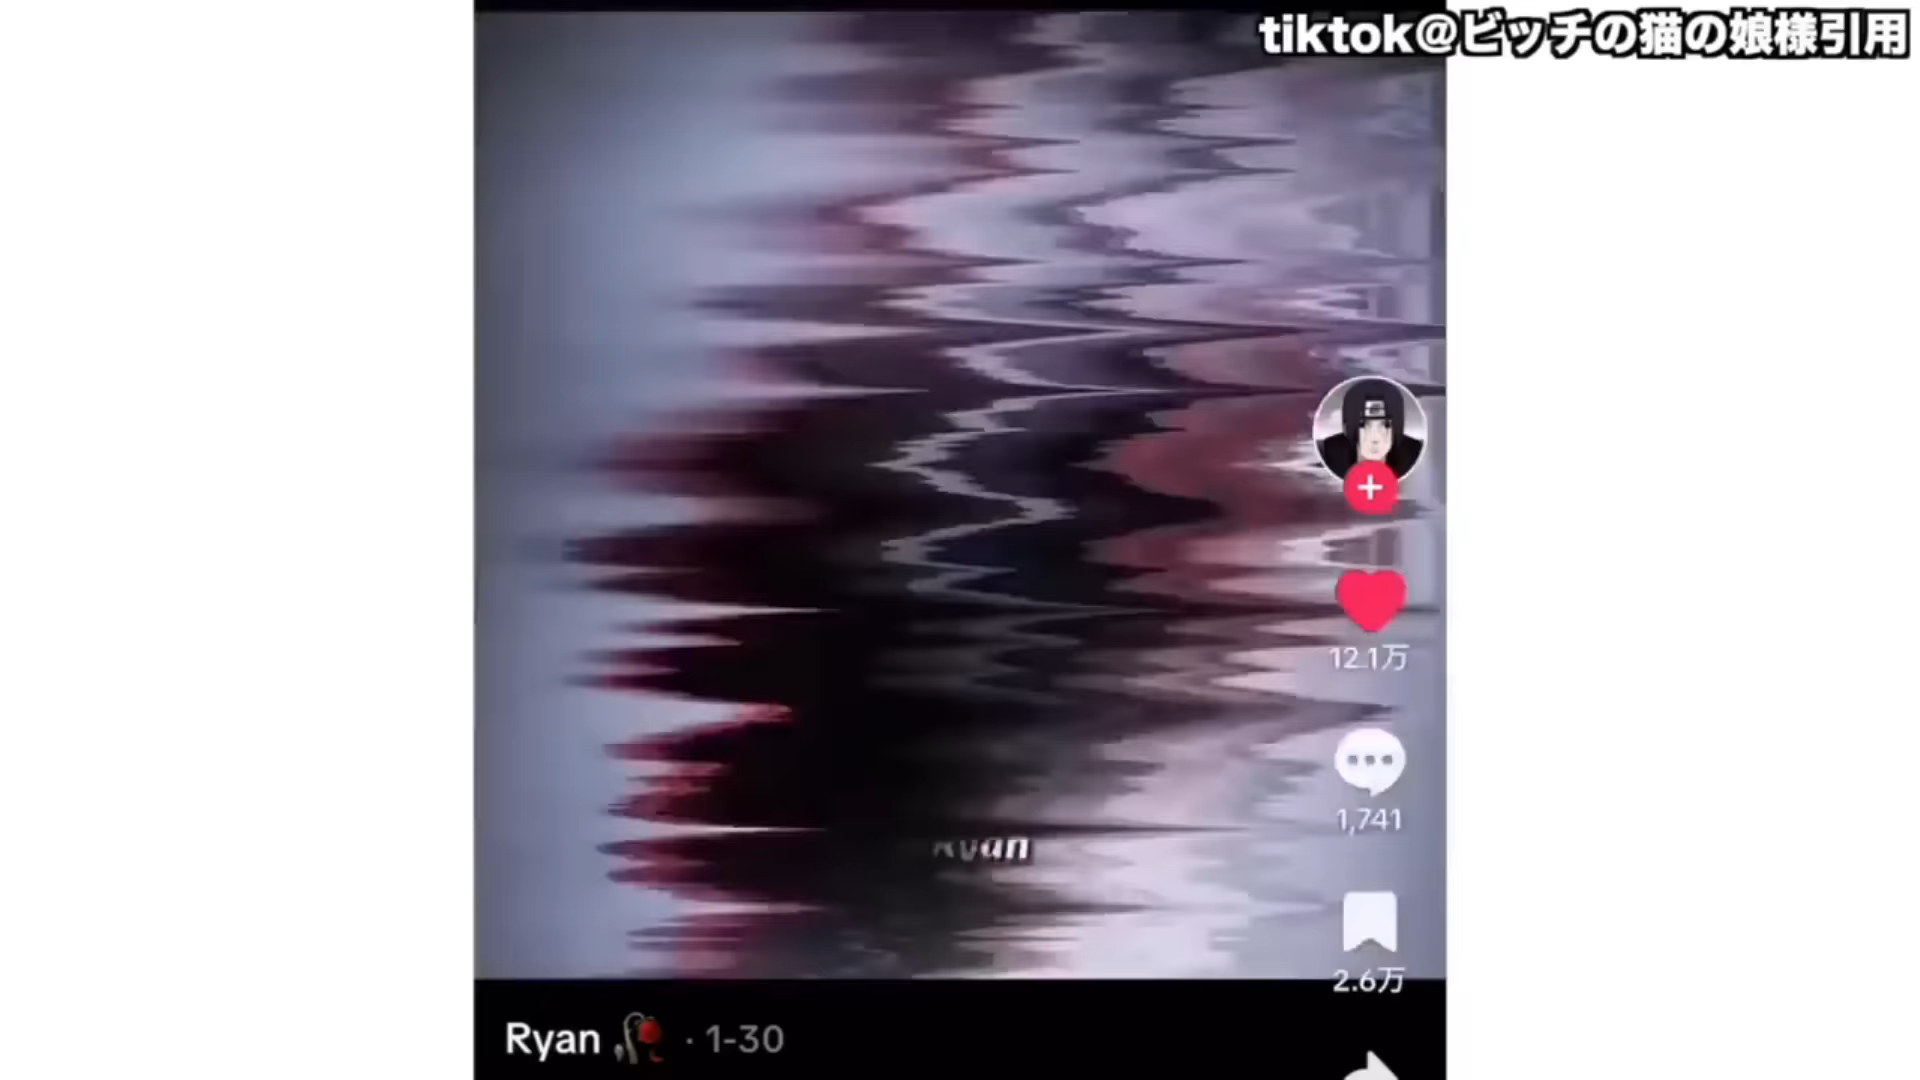 tiktok@ビッチの猫の娘様引用
12.1万
1,741
Ryan
2.6万
Ryan 🥀 · 1-30